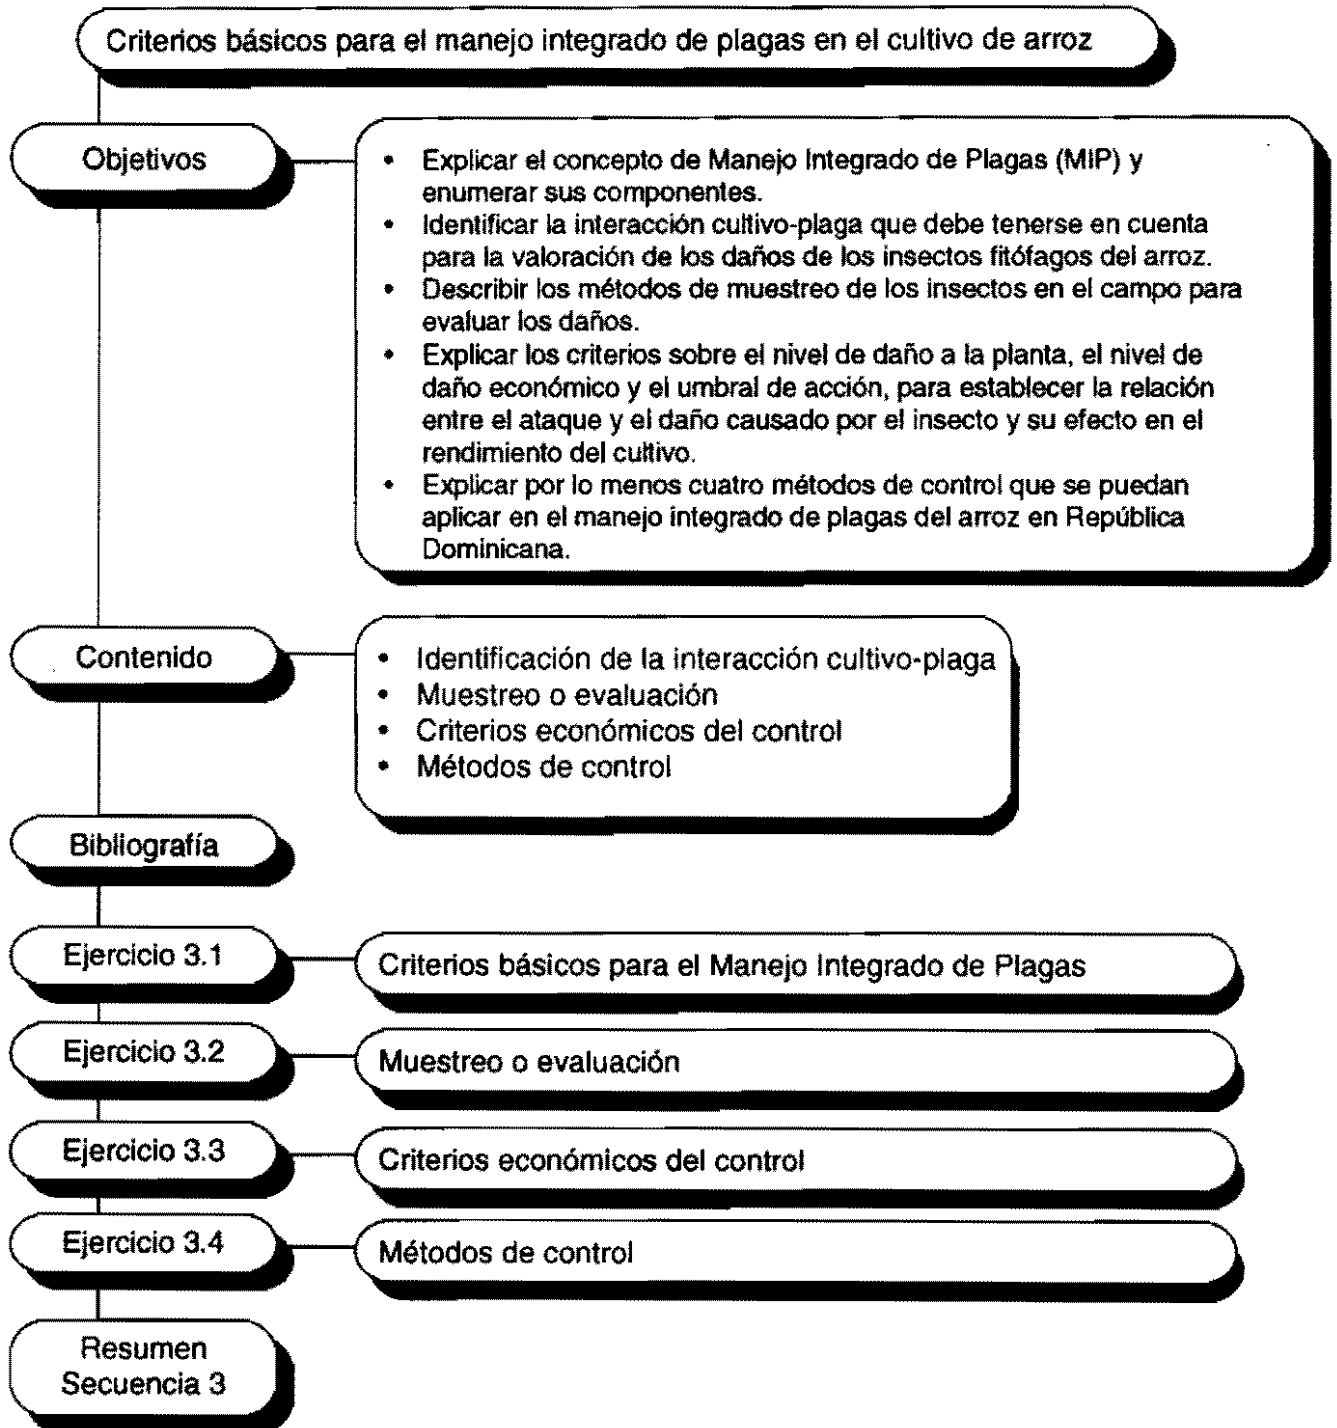 Criterios básicos para el manejo integrado de plagas en el cultivo de arroz
Objetivos
• Explicar el concepto de Manejo Integrado de Plagas (MIP) y
enumerar sus componentes.
• Identificar la interacción cultivo-plaga que debe tenerse en cuenta
para la valoración de los daños de los insectos fitófagos del arroz.
• Describir los métodos de muestreo de los insectos en el campo para
evaluar los daños.
• Explicar los criterios sobre el nivel de daño a la planta, el nivel de
daño económico y el umbral de acción, para establecer la relación
entre el ataque y el daño causado por el insecto y su efecto en el
rendimiento del cultivo.
• Explicar por lo menos cuatro métodos de control que se puedan
aplicar en el manejo integrado de plagas del arroz en República
Dominicana.
Contenido
• Identificación de la interacción cultivo-plaga
• Muestreo o evaluación
• Criterios económicos del control
• Métodos de control
Bibliografía
Ejercicio 3.1
Criterios básicos para el Manejo Integrado de Plagas
Ejercicio 3.2
Muestreo o evaluación
Ejercicio 3.3
Criterios económicos del control
Ejercicio 3.4
Métodos de control
Resumen
Secuencia 3